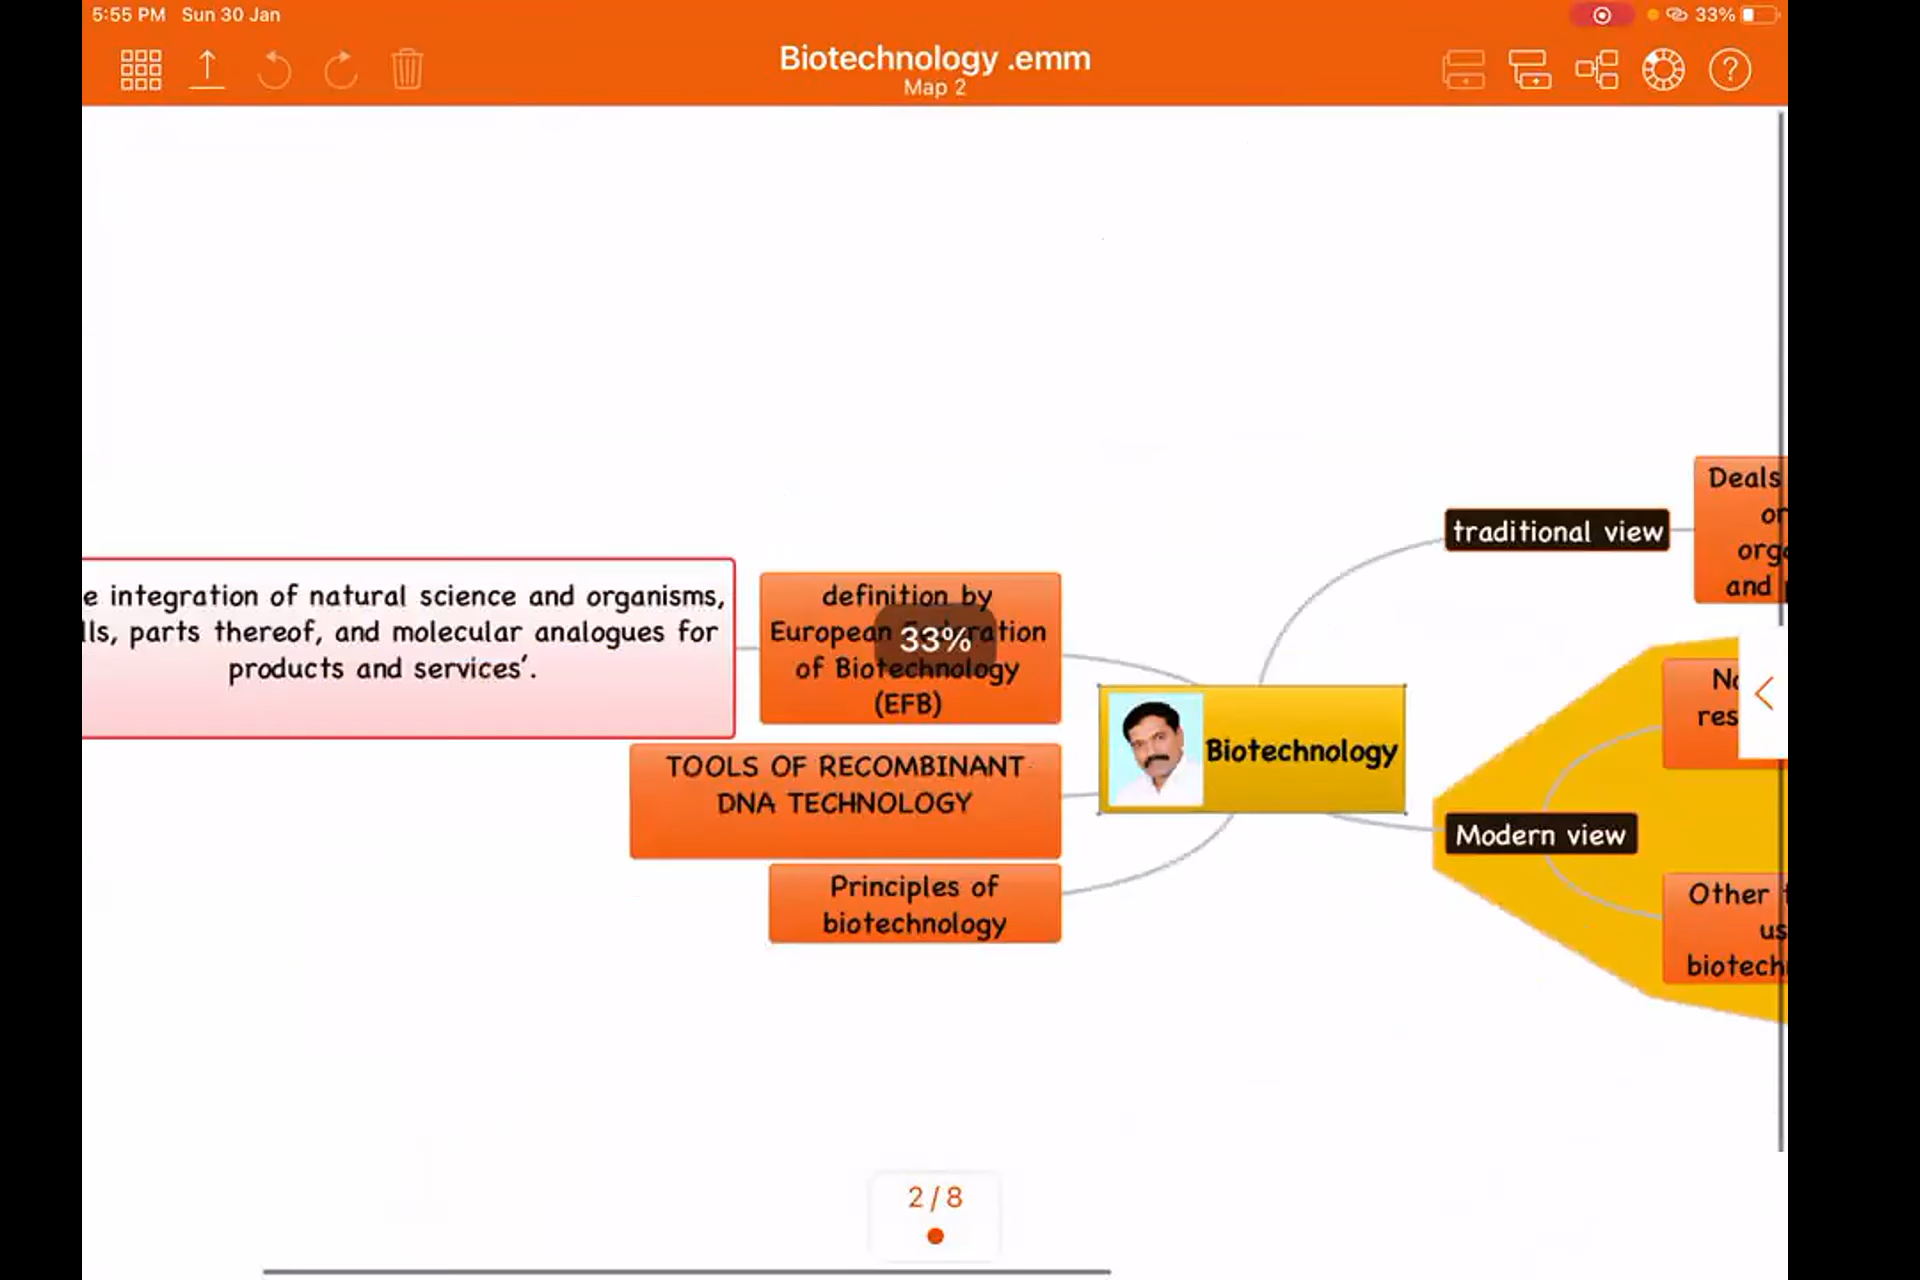 5:55 PM Sun 30 Jan
33%
Biotechnology .emm
Map 2
traditional view
Deals
and
e integration of natural science and organisms,
lls, parts thereof, and molecular analogues for
products and services’.
definition by
European
of Biotechnology
(EFB)
33%
TOOLS OF RECOMBINANT
DNA TECHNOLOGY
Principles of
biotechnology
Biotechnology
Modern view
Other
2 / 8